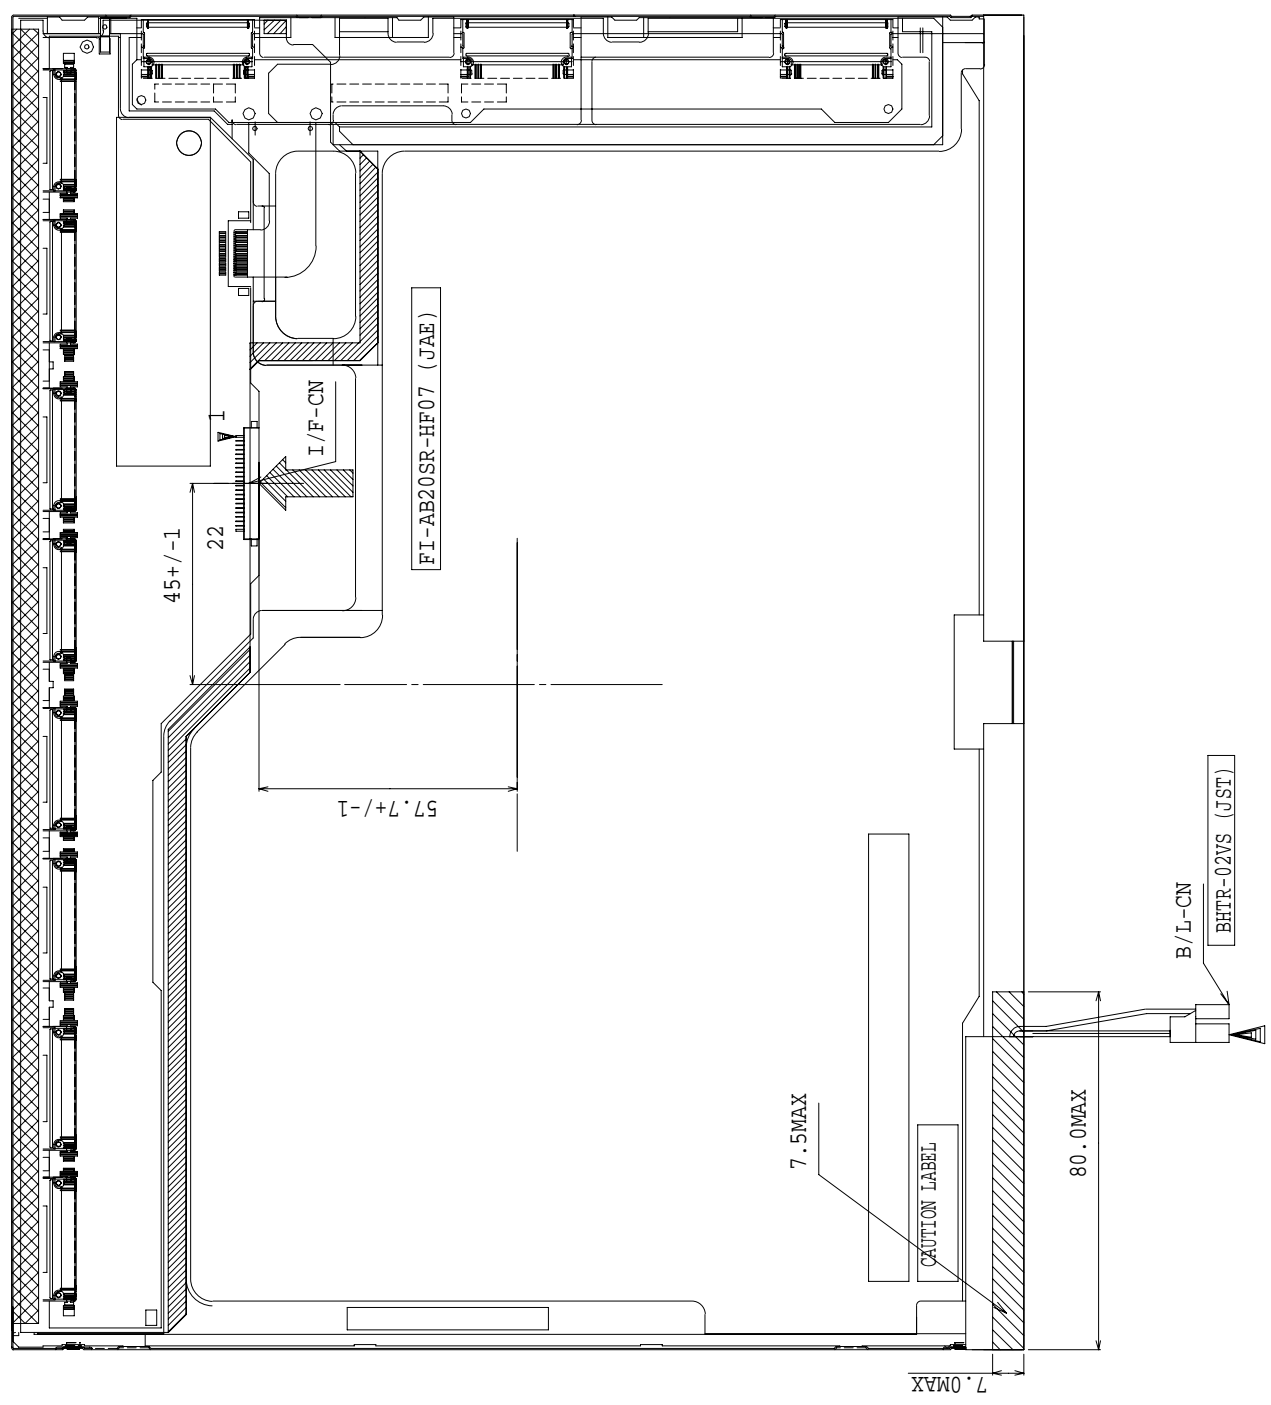 1
I/F-CN
FI-AB20SR-HF07 (JAE)
22
45+/-1
57.7+/-1
BHTR-02VS (JST)
B/L-CN
7.5MAX
80.0MAX
CAUTION LABEL
7.0MAX